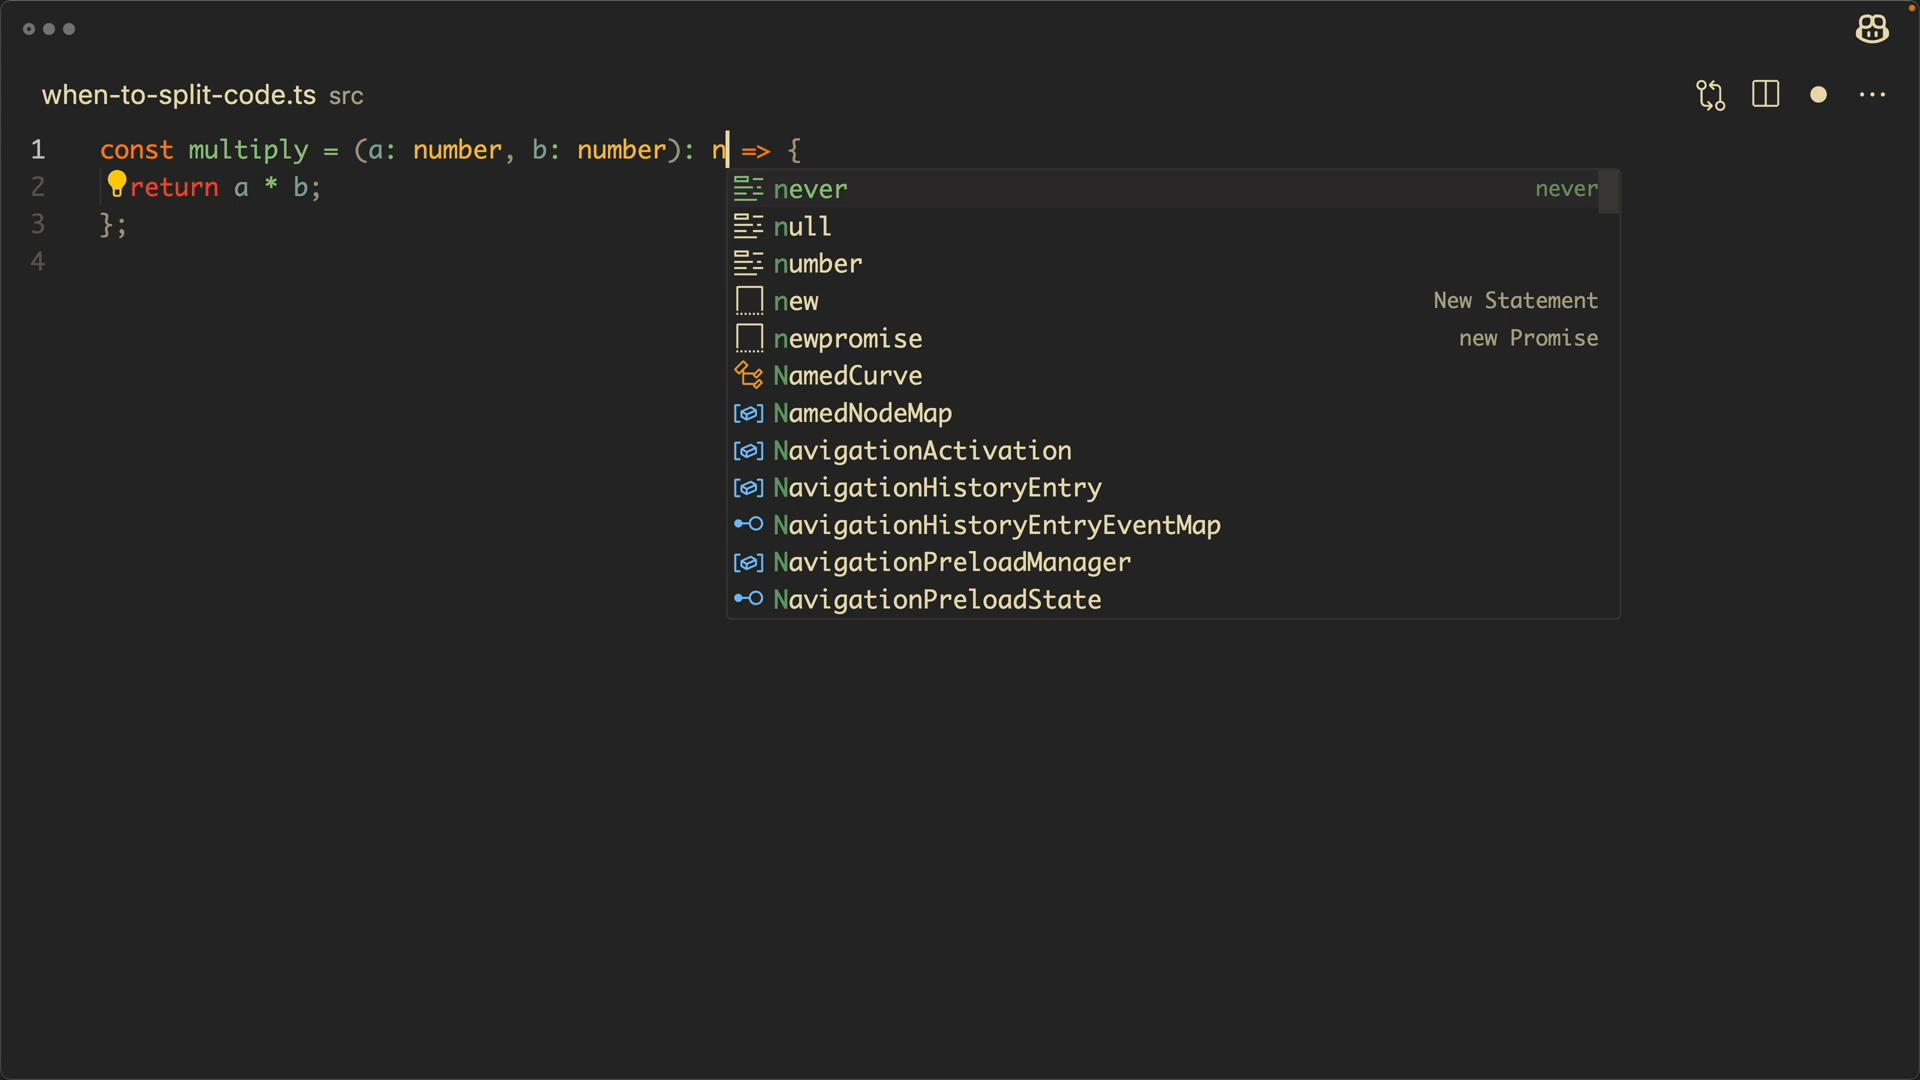 when-to-split-code.ts src
1 const multiply = (a: number, b: number): n => {
2 return a * b;
3 };
4
never never
null
number
new New Statement
newpromise new Promise
NamedCurve
NamedNodeMap
NavigationActivation
NavigationHistoryEntry
NavigationHistoryEntryEventMap
NavigationPreloadManager
NavigationPreloadState